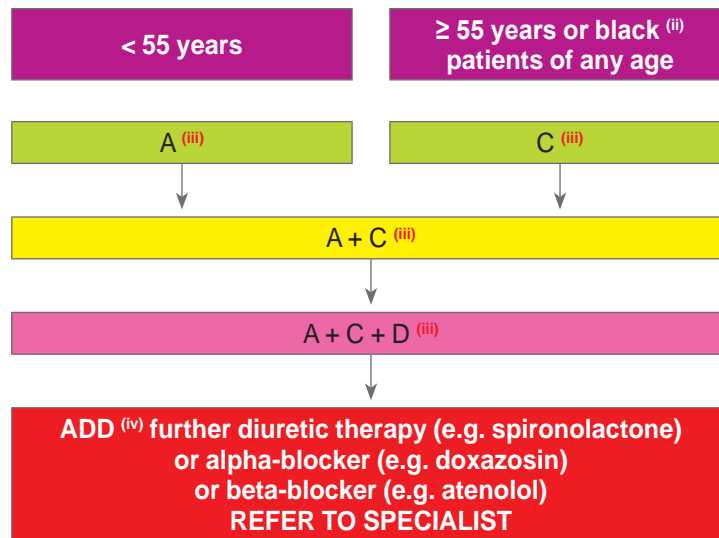 < 55 years
≥ 55 years or black (ii)
patients of any age
A (iii)
C (iii)
A + C (iii)
A + C + D (iii)
ADD (iv) further diuretic therapy (e.g. spironolactone)
or alpha-blocker (e.g. doxazosin)
or beta-blocker (e.g. atenolol)
REFER TO SPECIALIST